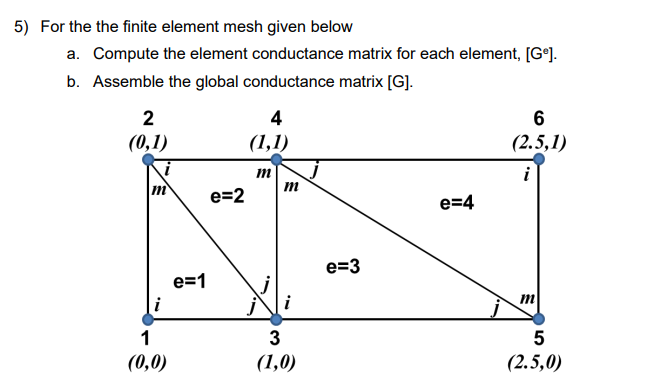 5) For the the finite element mesh given below
a. Compute the element conductance matrix for each element, [Gᵉ].
b. Assemble the global conductance matrix [G].
2 4 6
(0,1) (1,1) (2.5,1)
i m j i
m m
e=2 e=4
e=3
e=1 j
i j i j m
1 3 5
(0,0) (1,0) (2.5,0)